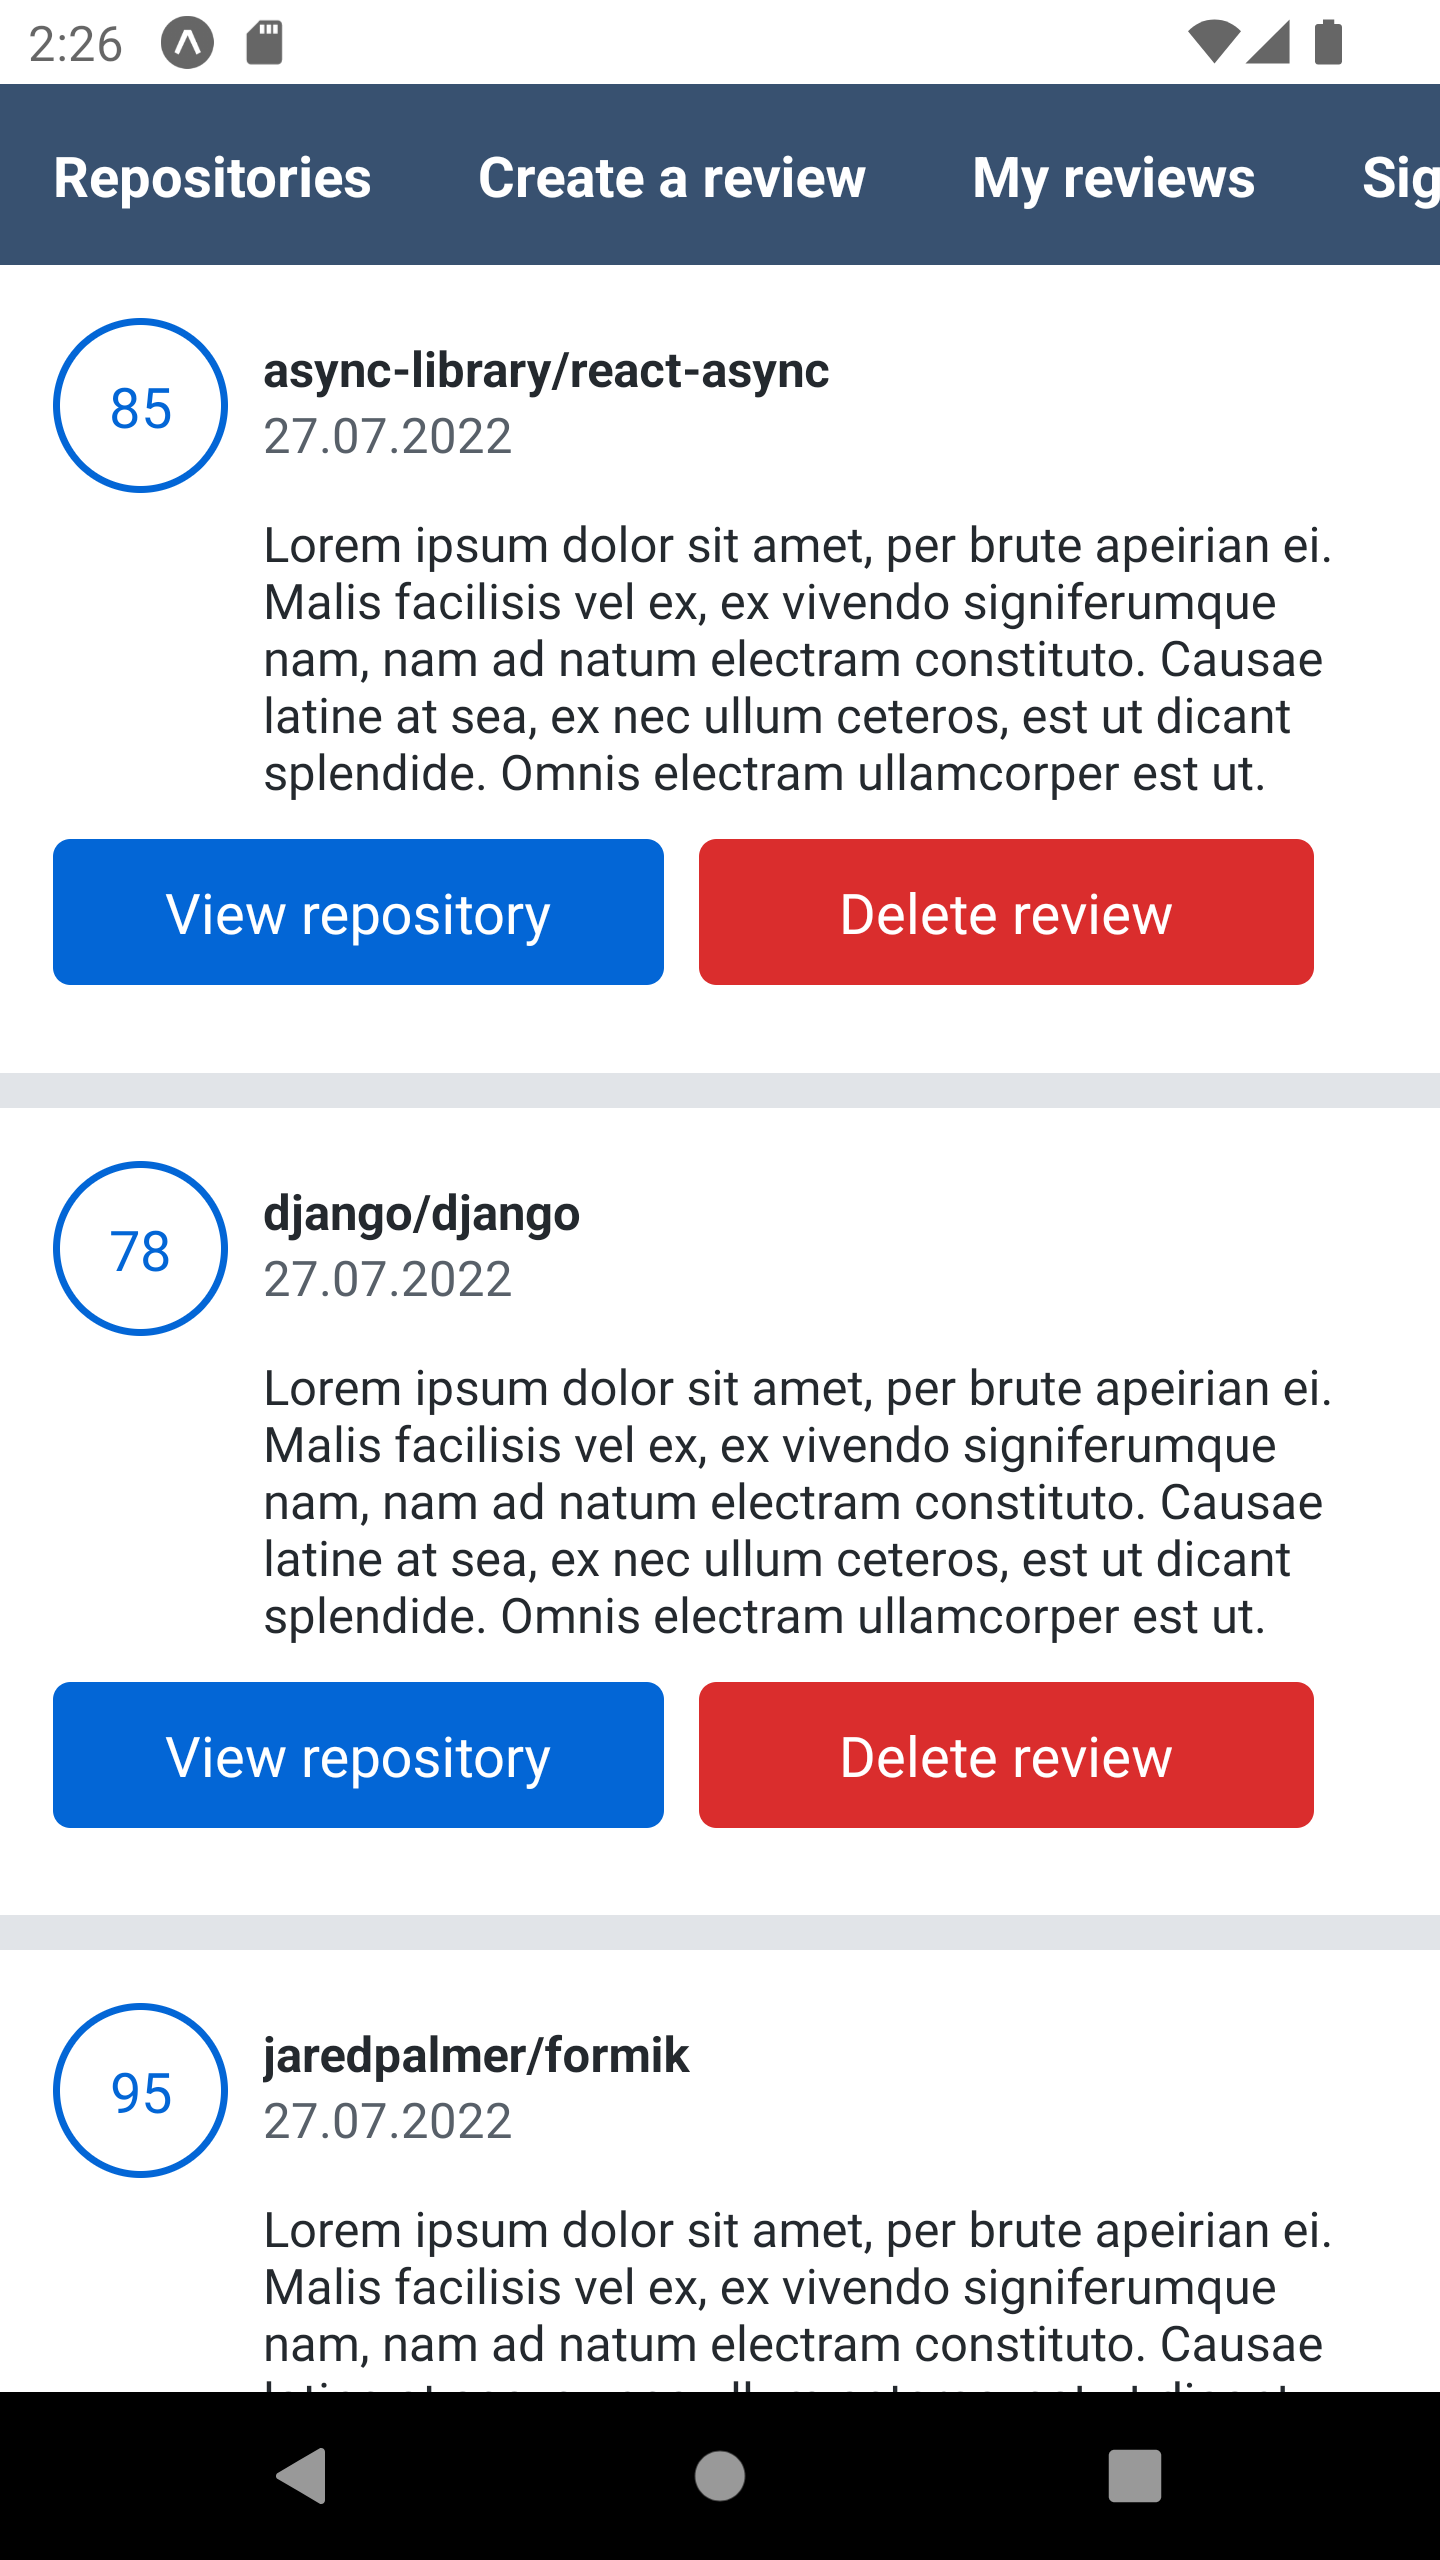 2:26
Repositories Create a review My reviews Sig
85
async-library/react-async
27.07.2022
Lorem ipsum dolor sit amet, per brute apeirian ei.
Malis facilisis vel ex, ex vivendo signiferumque
nam, nam ad natum electram constituto. Causae
latine at sea, ex nec ullum ceteros, est ut dicant
splendide. Omnis electram ullamcorper est ut.
View repository Delete review
78
django/django
27.07.2022
Lorem ipsum dolor sit amet, per brute apeirian ei.
Malis facilisis vel ex, ex vivendo signiferumque
nam, nam ad natum electram constituto. Causae
latine at sea, ex nec ullum ceteros, est ut dicant
splendide. Omnis electram ullamcorper est ut.
View repository Delete review
95
jaredpalmer/formik
27.07.2022
Lorem ipsum dolor sit amet, per brute apeirian ei.
Malis facilisis vel ex, ex vivendo signiferumque
nam, nam ad natum electram constituto. Causae